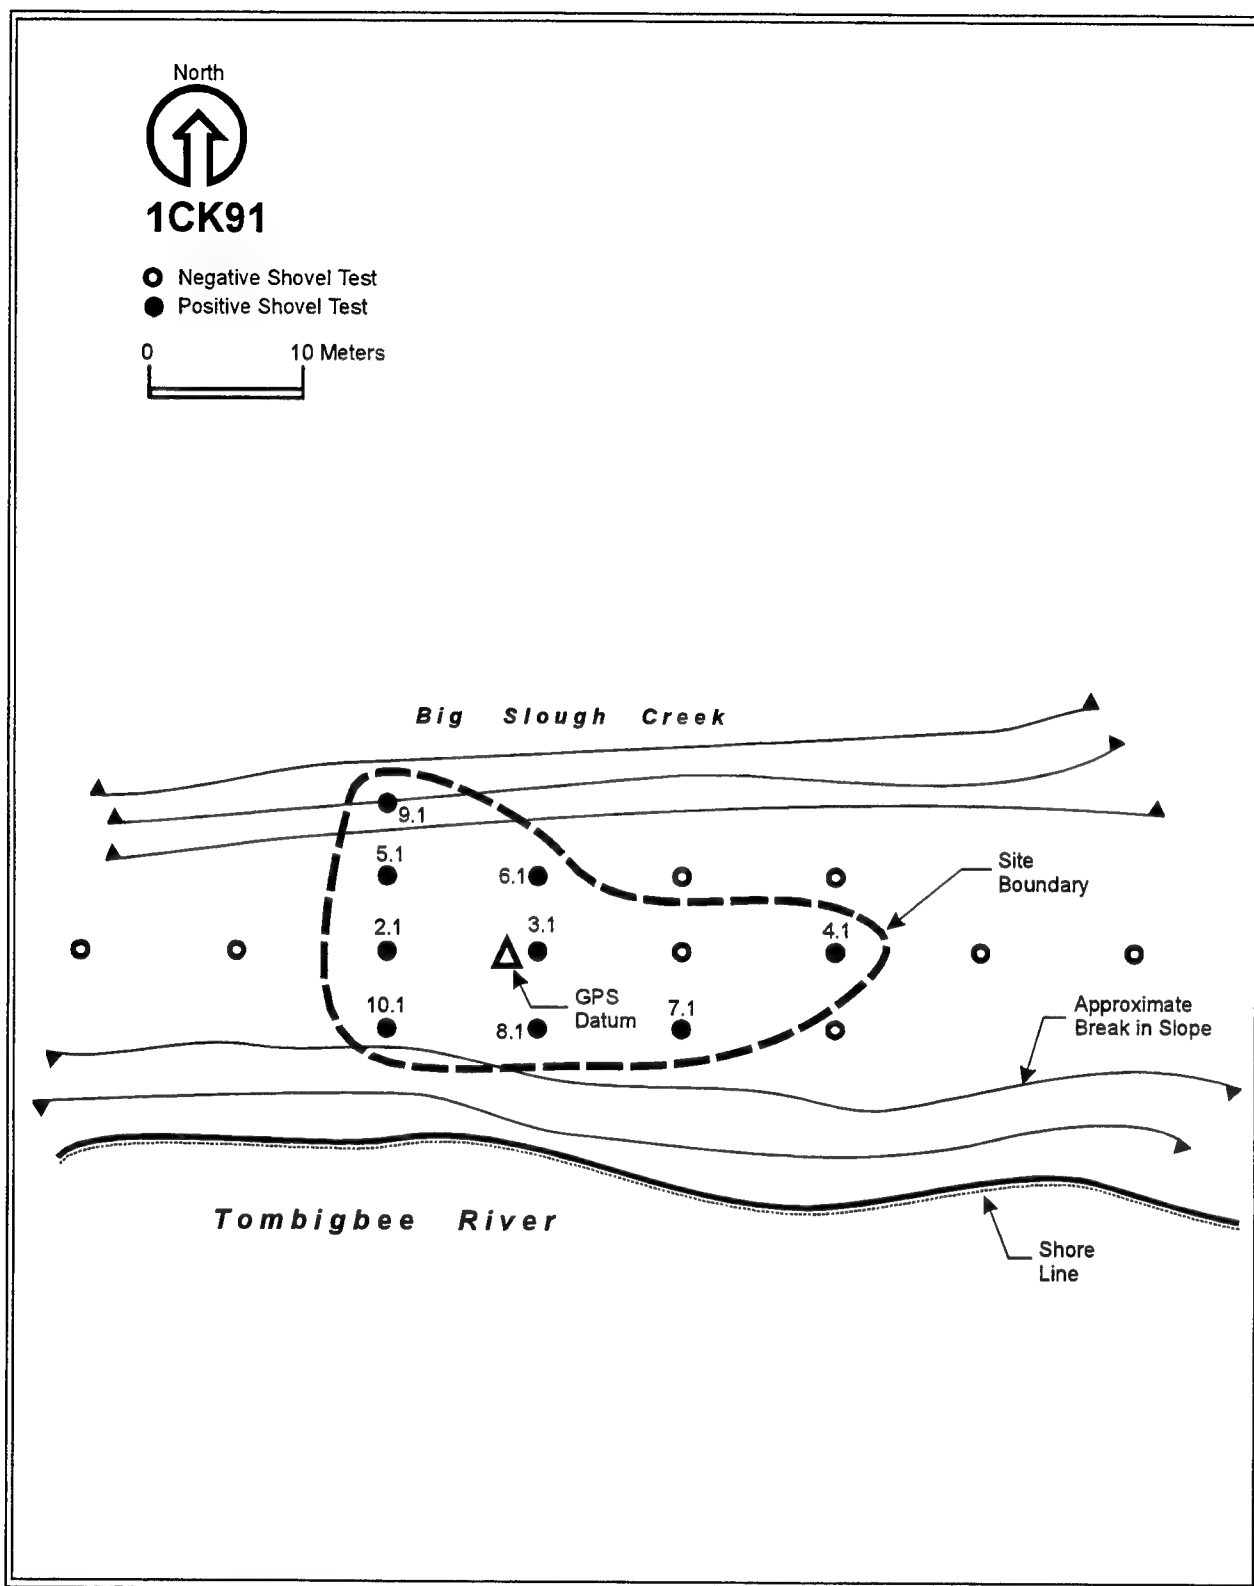 North
1CK91
Negative Shovel Test
Positive Shovel Test
0 10 Meters
Big Slough Creek
9.1
5.1
6.1
Site
Boundary
2.1
3.1
4.1
GPS
Datum
10.1
8.1
7.1
Approximate
Break in Slope
Tombigbee River
Shore
Line